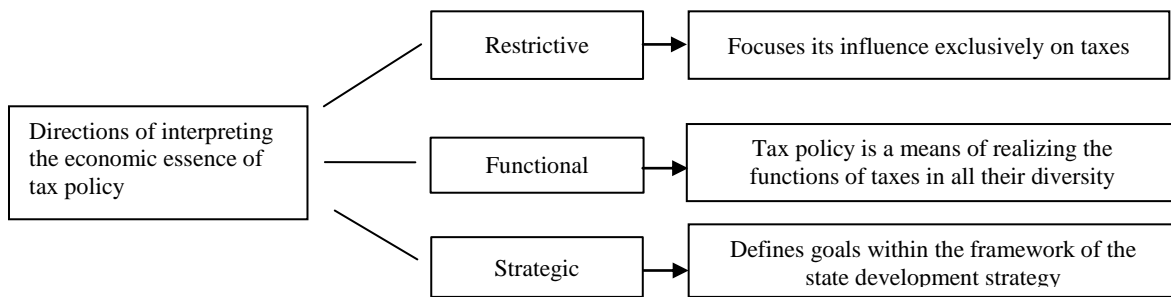 Directions of interpreting
the economic essence of
tax policy
Restrictive
Focuses its influence exclusively on taxes
Functional
Tax policy is a means of realizing the
functions of taxes in all their diversity
Strategic
Defines goals within the framework of the
state development strategy